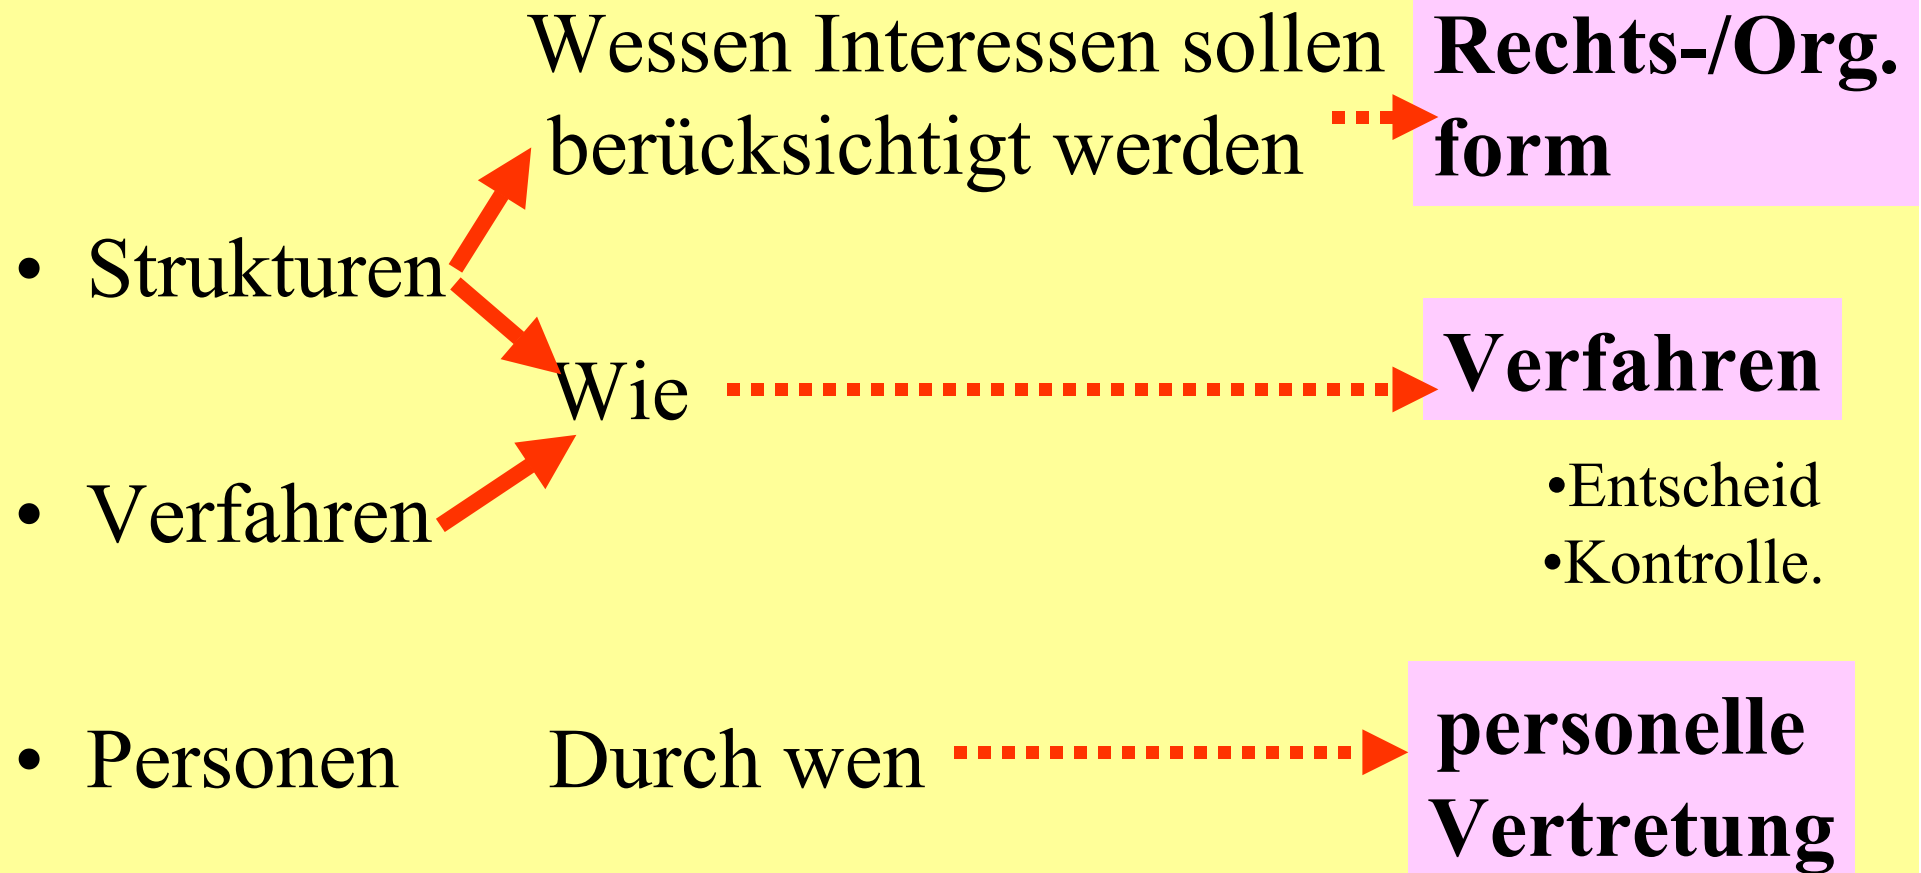 Wessen Interessen sollen
berücksichtigt werden
Rechts-/Org.
form
• Strukturen
Wie
Verfahren
• Verfahren
•Entscheid
•Kontrolle.
• Personen
Durch wen
personelle
Vertretung